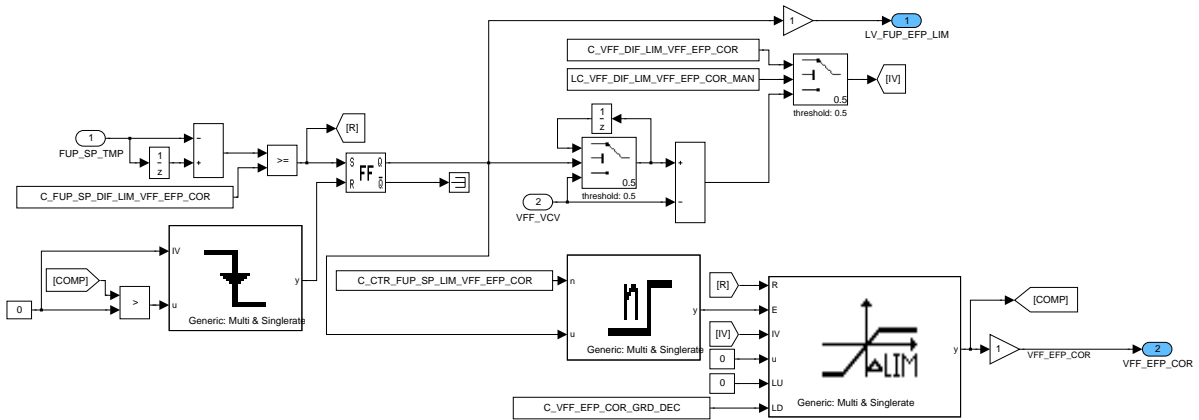 1
1
LV_FUP_EFP_LIM
C_VFF_DIF_LIM_VFF_EFP_COR
LC_VFF_DIF_LIM_VFF_EFP_COR_MAN
0.5
threshold: 0.5
[IV]
1
FUP_SP_TMP
1
z
−
+
>=
[R]
C_FUP_SP_DIF_LIM_VFF_EFP_COR
S
R
FF
Q
Q
1
z
0.5
threshold: 0.5
2
VFF_VCV
+
−
IV
u
y
Generic: Multi & Singlerate
[COMP]
0
>
C_CTR_FUP_SP_LIM_VFF_EFP_COR
n
u
n
y
Generic: Multi & Singlerate
[R]
[IV]
0
0
C_VFF_EFP_COR_GRD_DEC
R
E
IV
u
LU
LD
ΔLIM
y
Generic: Multi & Singlerate
[COMP]
1
VFF_EFP_COR
2
VFF_EFP_COR